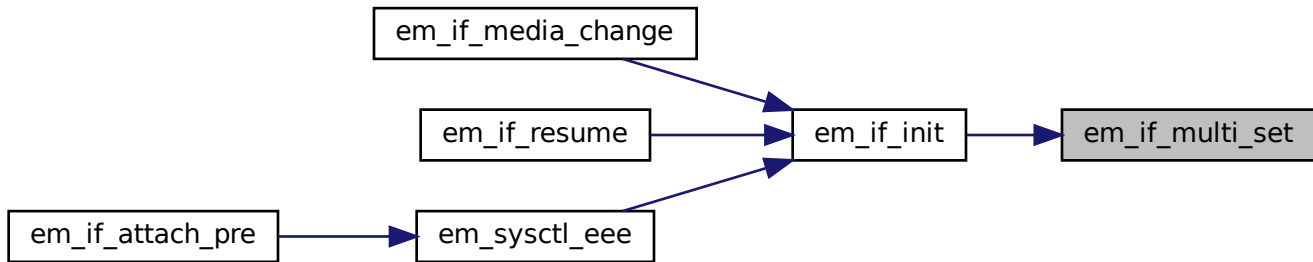 em_if_media_change
em_if_resume
em_if_init
em_if_multi_set
em_if_attach_pre
em_sysctl_eee